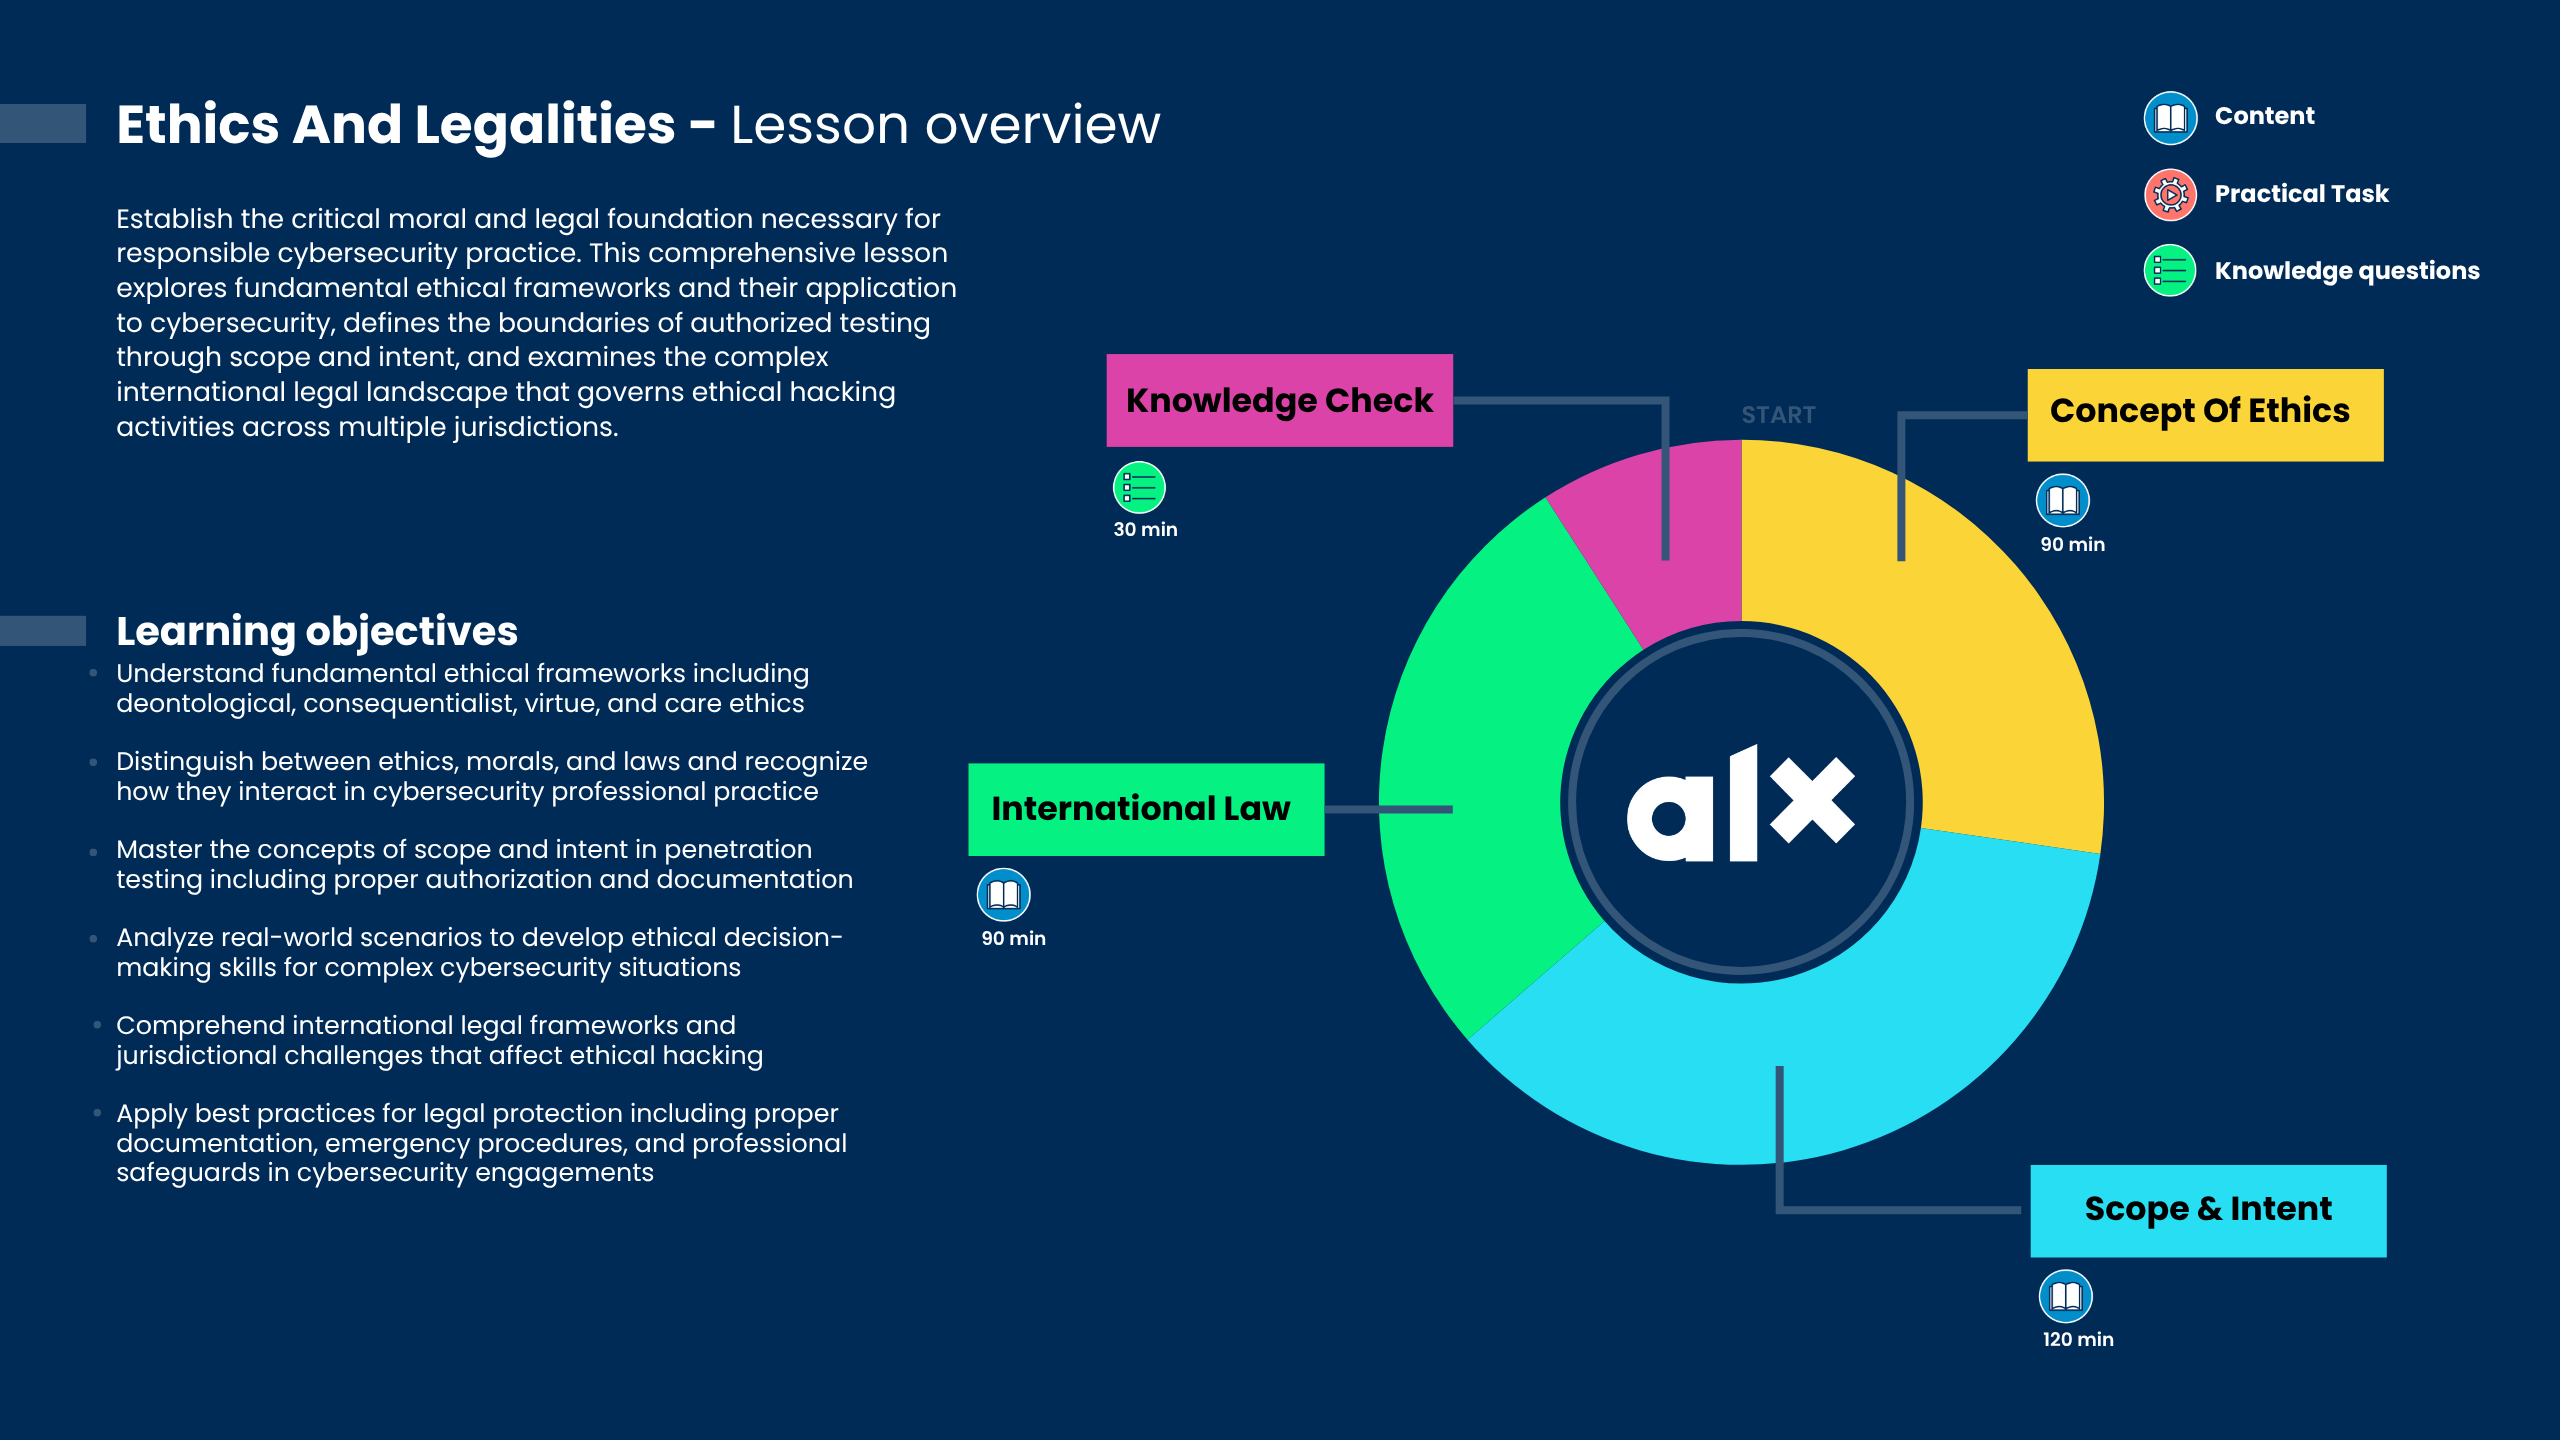 Ethics And Legalities - Lesson overview
Establish the critical moral and legal foundation necessary for
responsible cybersecurity practice. This comprehensive lesson
explores fundamental ethical frameworks and their application
to cybersecurity, defines the boundaries of authorized testing
through scope and intent, and examines the complex
international legal landscape that governs ethical hacking
activities across multiple jurisdictions.
Learning objectives
Understand fundamental ethical frameworks including
deontological, consequentialist, virtue, and care ethics
Distinguish between ethics, morals, and laws and recognize
how they interact in cybersecurity professional practice
Master the concepts of scope and intent in penetration
testing including proper authorization and documentation
Analyze real-world scenarios to develop ethical decision-
making skills for complex cybersecurity situations
Comprehend international legal frameworks and
jurisdictional challenges that affect ethical hacking
Apply best practices for legal protection including proper
documentation, emergency procedures, and professional
safeguards in cybersecurity engagements
Content
Practical Task
Knowledge questions
START
Concept Of Ethics
90 min
Scope & Intent
120 min
International Law
90 min
Knowledge Check
30 min
alx